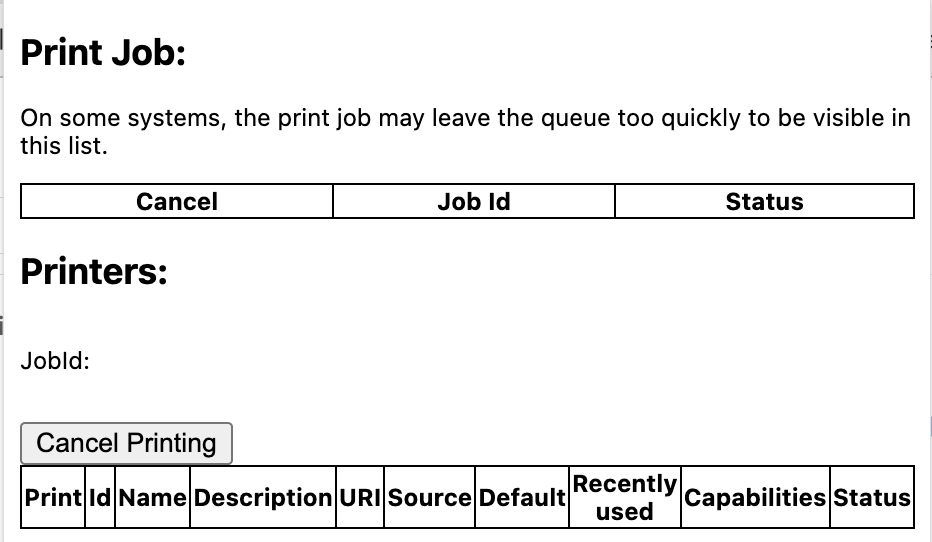 Print Job:
On some systems, the print job may leave the queue too quickly to be visible in
this list.
Cancel Job Id Status
Printers:
JobId:
Cancel Printing
Print Id Name Description URI Source Default Recently used Capabilities Status